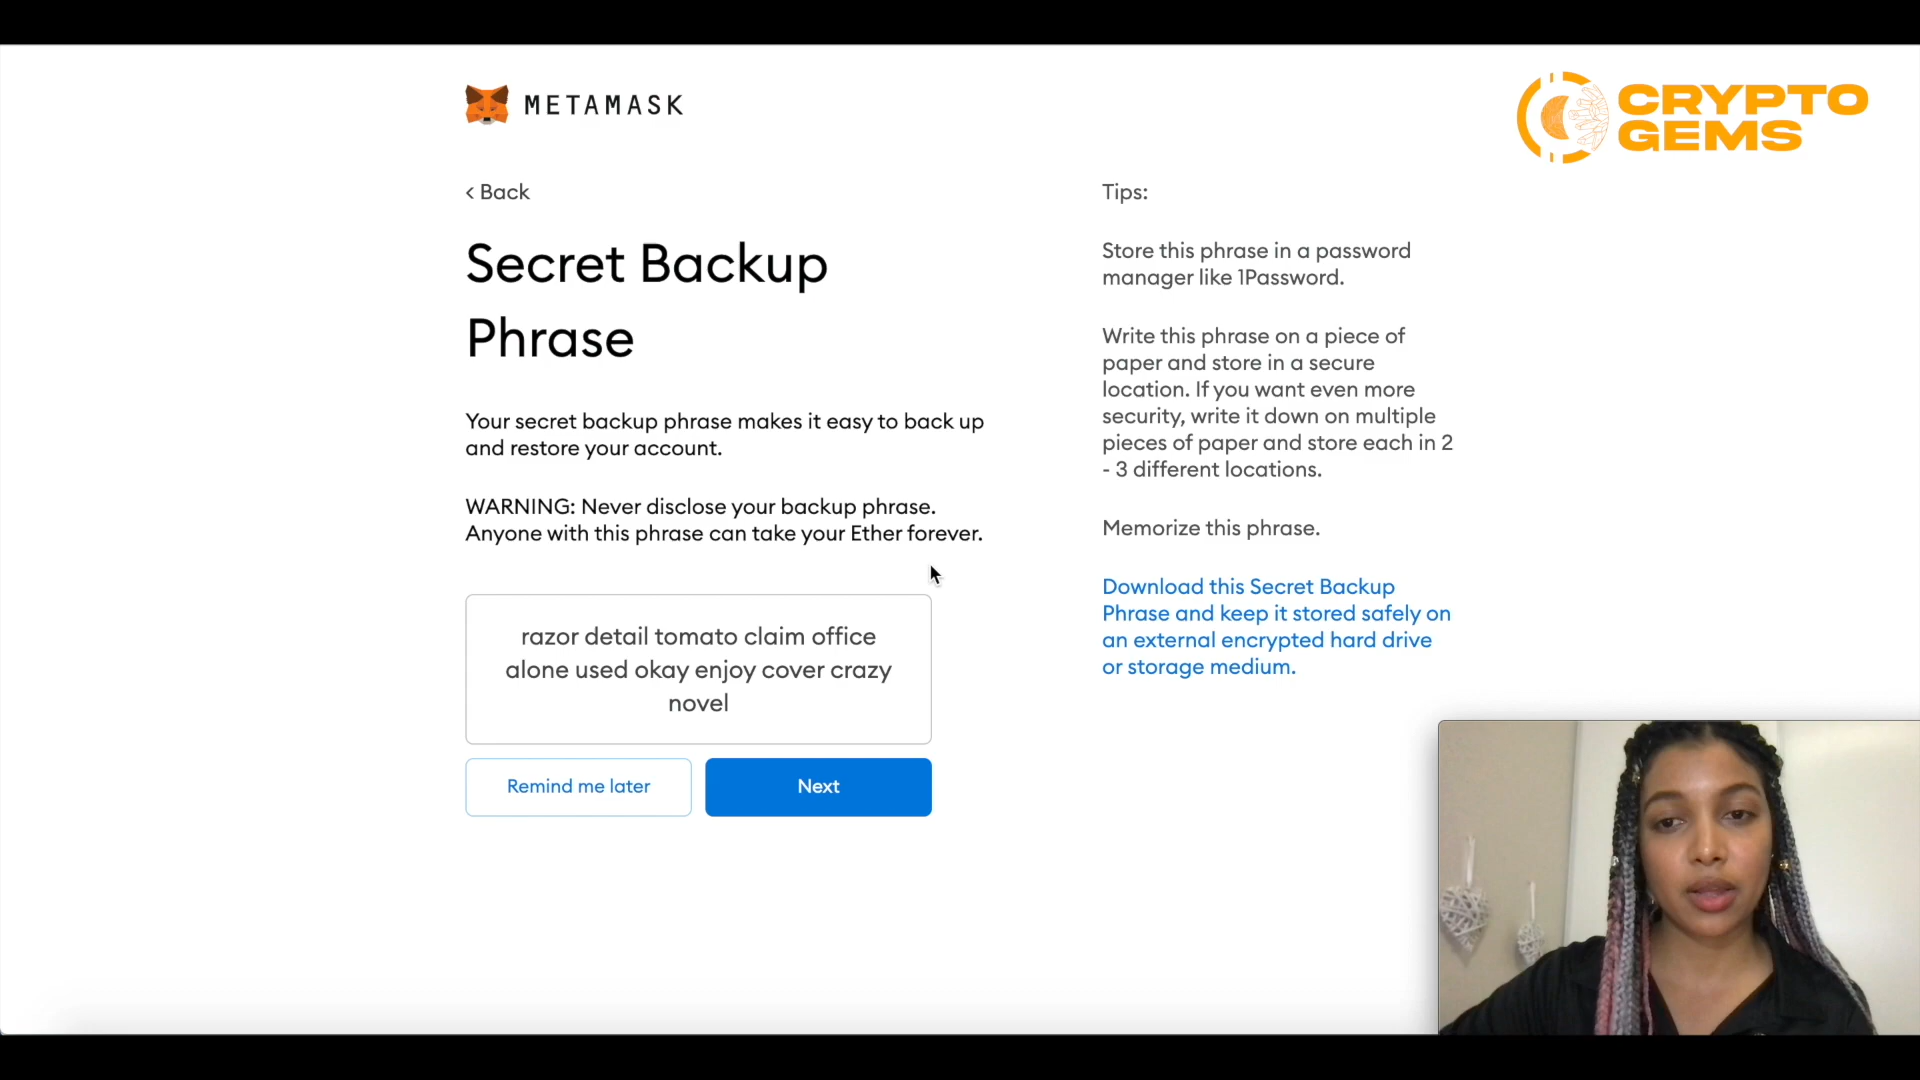 METAMASK
CRYPTO
GEMS
< Back
Secret Backup
Phrase
Your secret backup phrase makes it easy to back up
and restore your account.
WARNING: Never disclose your backup phrase.
Anyone with this phrase can take your Ether forever.
razor detail tomato claim office
alone used okay enjoy cover crazy
novel
Remind me later
Next
Tips:
Store this phrase in a password
manager like 1Password.
Write this phrase on a piece of
paper and store in a secure
location. If you want even more
security, write it down on multiple
pieces of paper and store each in 2
- 3 different locations.
Memorize this phrase.
Download this Secret Backup
Phrase and keep it stored safely on
an external encrypted hard drive
or storage medium.